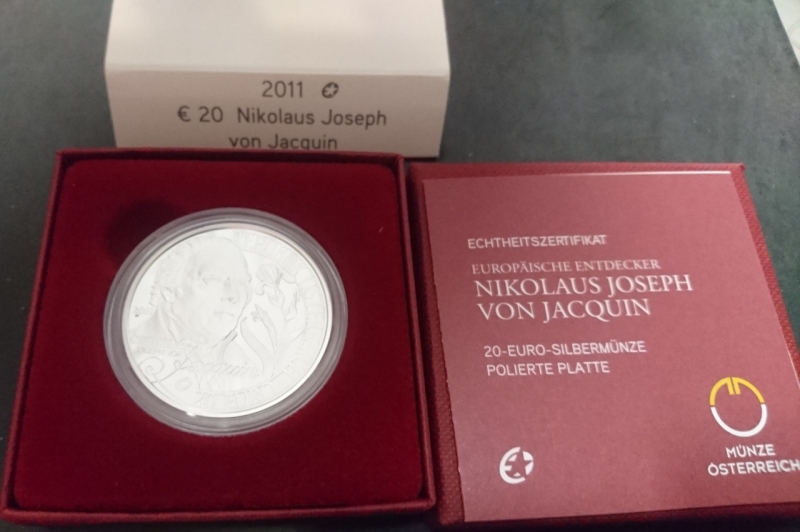 2011
€ 20 Nikolaus Joseph
von Jacquin
Jacquin
ECHTHEITSZERTIFIKAT
EUROPÄISCHE ENTDECKER
NIKOLAUS JOSEPH
VON JACQUIN
20-EURO-SILBERMÜNZE
POLIERTE PLATTE
MÜNZE
ÖSTERREICH